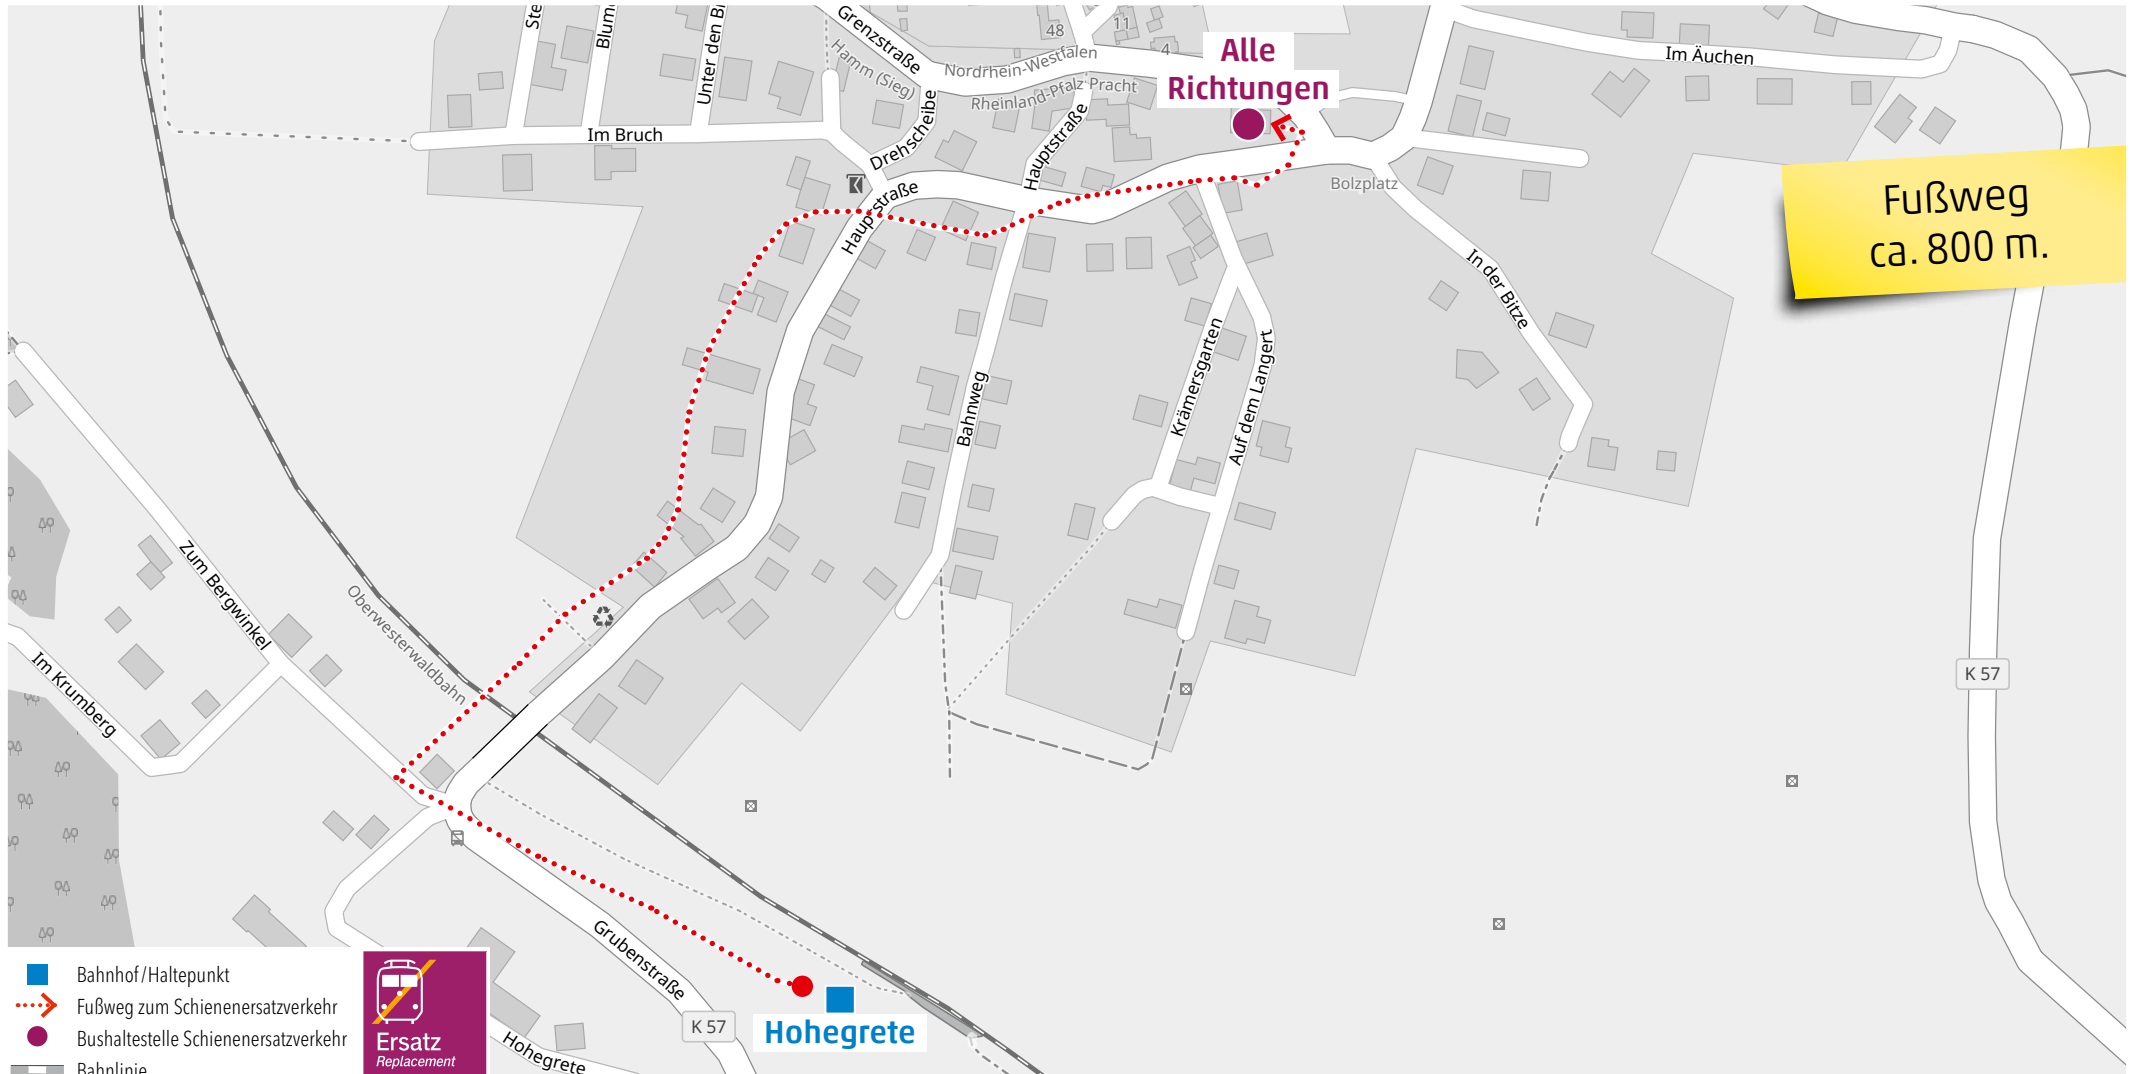 Grenzstraße
Hamm (Sieg)
Nordrhein-Westfalen
Rheinland-Pfalz
Pracht
48
11
4
Unter den
Alle
Richtungen
Im Äuchen
Im Bruch
Drehscheibe
Hauptstraße
Hauptstraße
Bolzplatz
Fußweg
ca. 800 m.
In der Bitze
Krämersgarten
Auf dem Langert
Bahnweg
Zum Bergwinkel
Oberwesterwaldbahn
Im Krumberg
K 57
Grubenstraße
K 57
Hohegrete
Hohegrete
Bahnhof/Haltepunkt
Fußweg zum Schienenersatzverkehr
Bushaltestelle Schienenersatzverkehr
Bahnlinie
Ersatz
Replacement